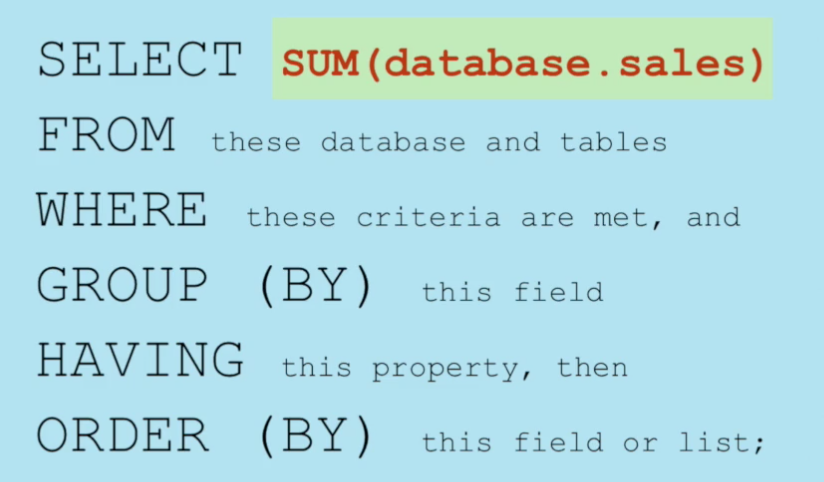 SELECT SUM(database.sales)
FROM these database and tables
WHERE these criteria are met, and
GROUP (BY) this field
HAVING this property, then
ORDER (BY) this field or list;